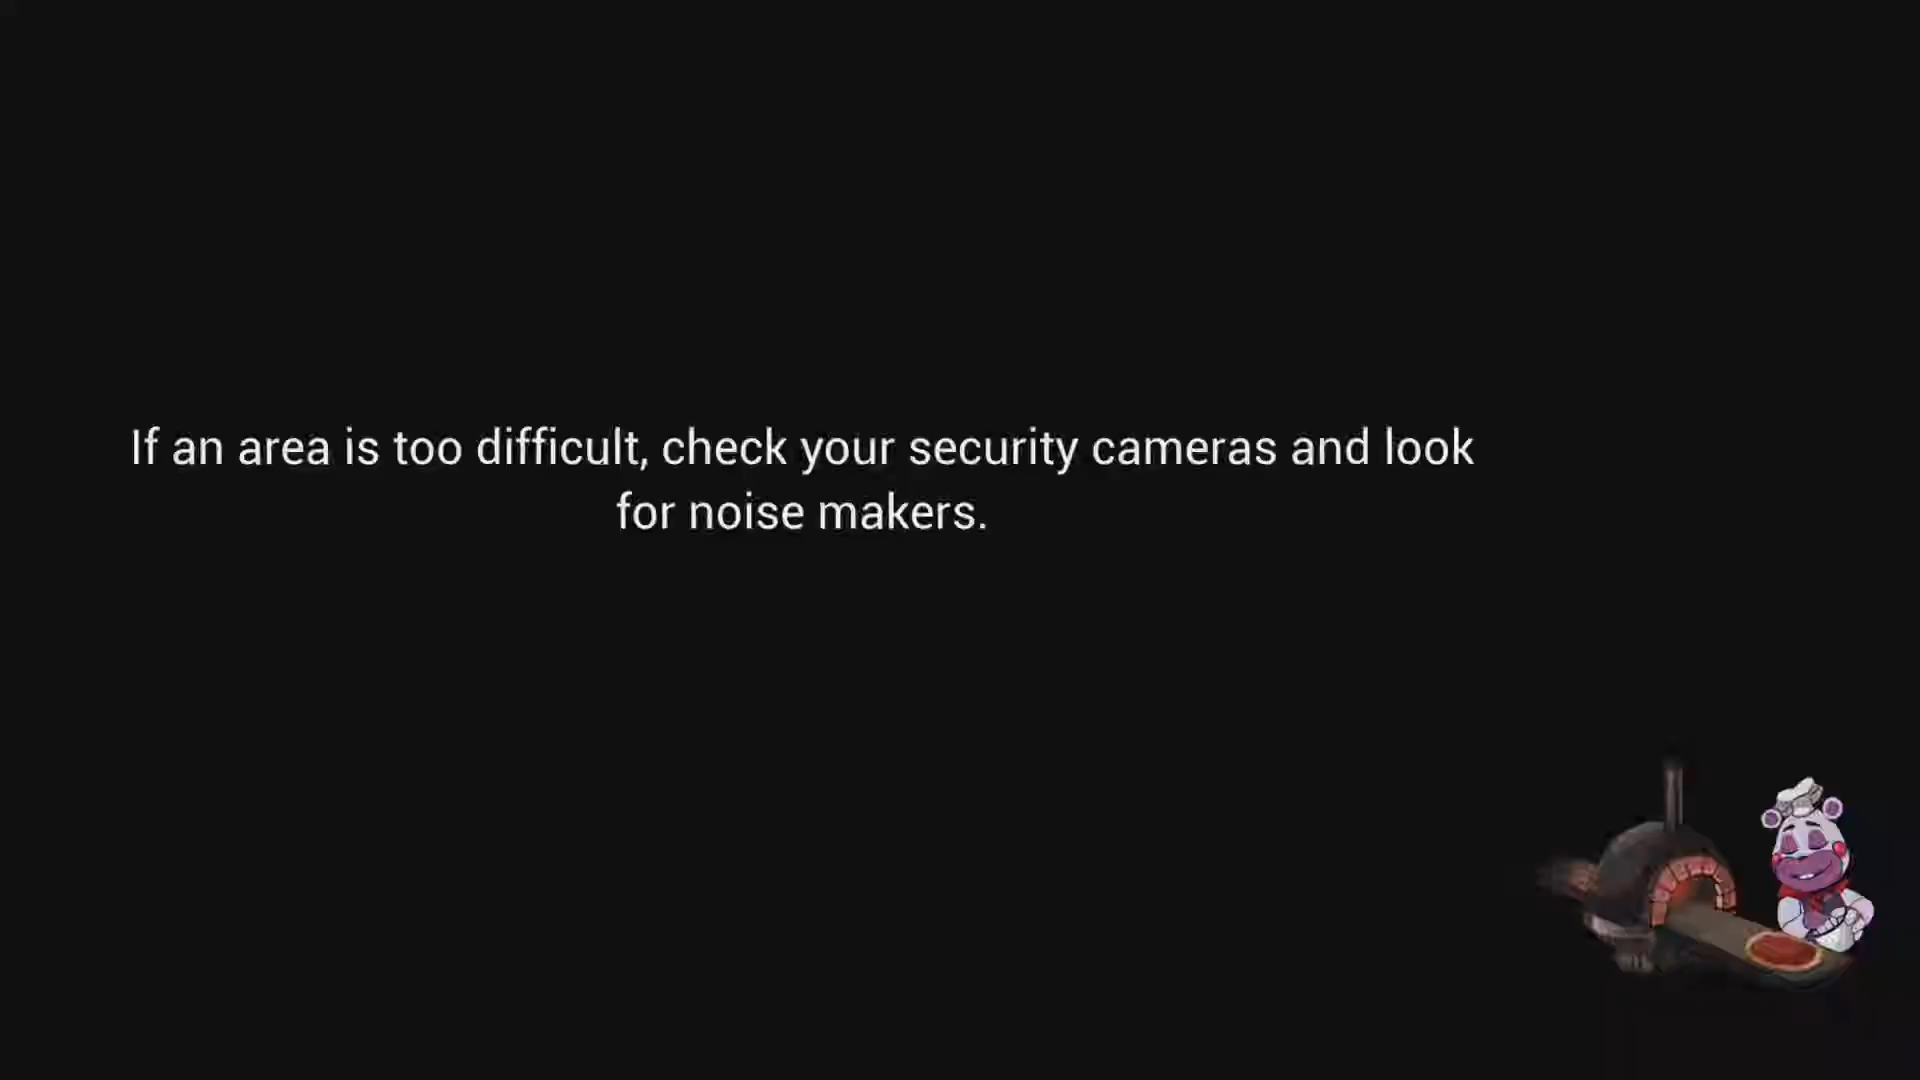 If an area is too difficult, check your security cameras and look
for noise makers.